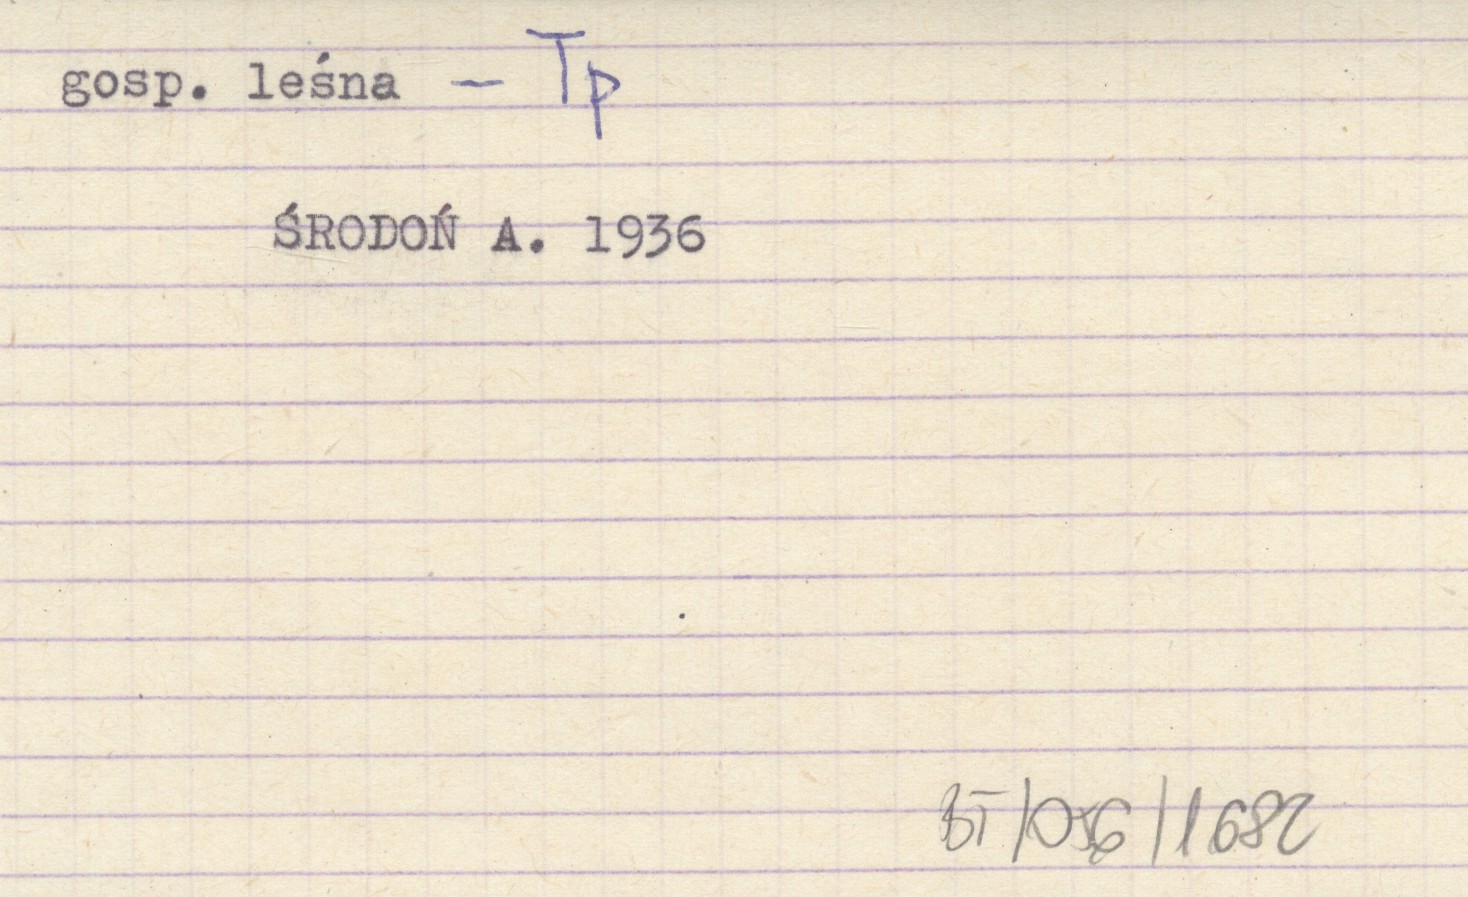 gosp. leśna – Tp
ŚRODOŃ A. 1936
BT/056/1682